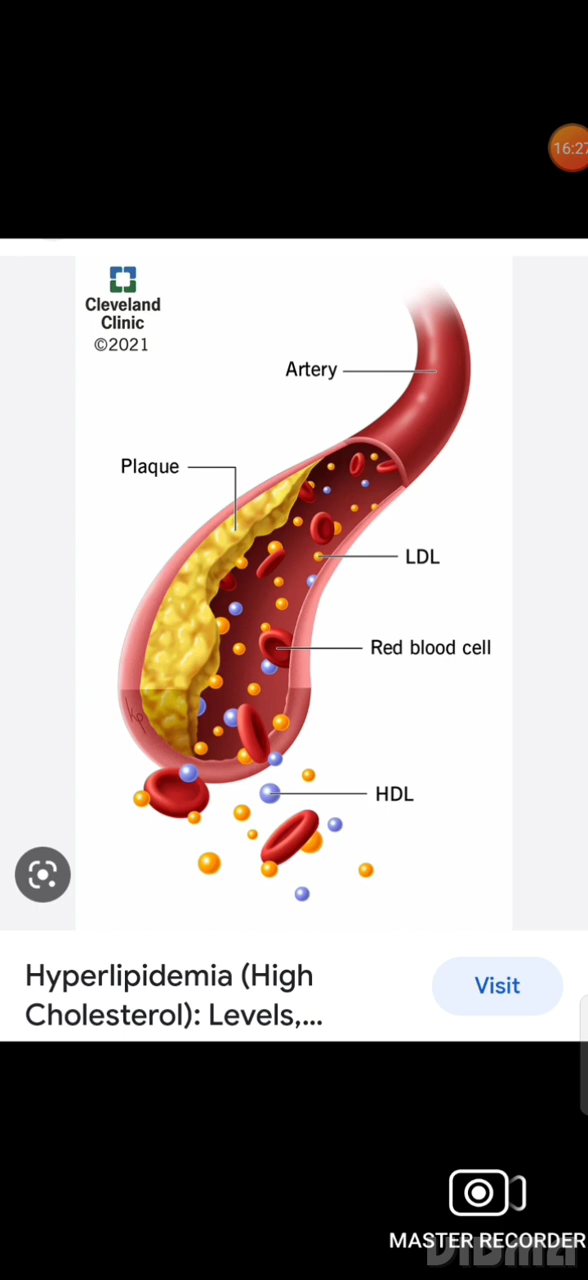 16:27
Cleveland
Clinic
©2021
Artery
Plaque
LDL
Red blood cell
HDL
Hyperlipidemia (High
Cholesterol): Levels,...
Visit
MASTER RECORDER